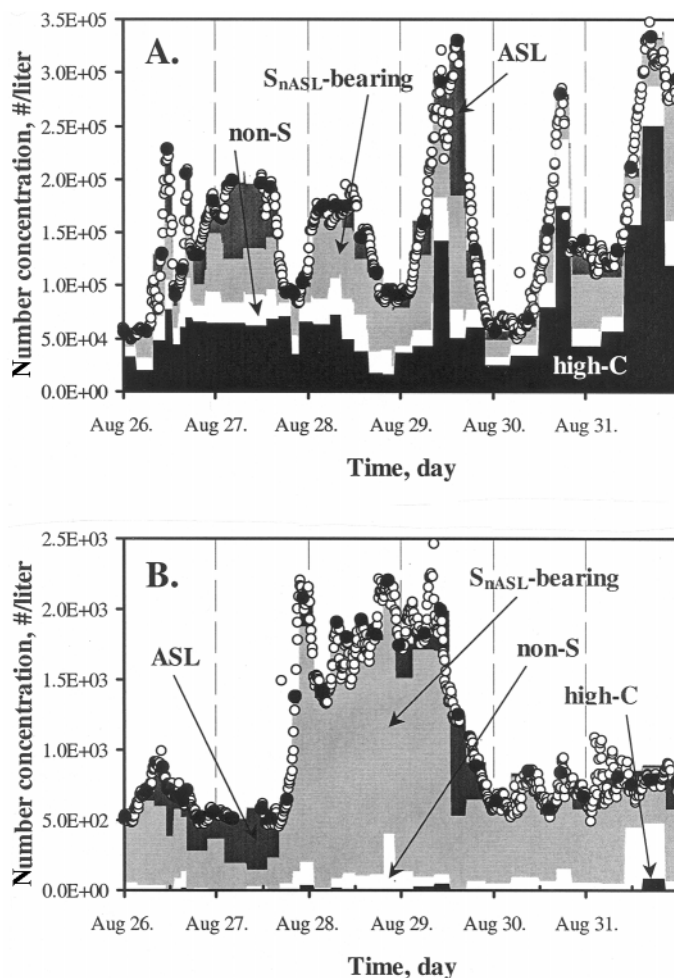 A.
Number concentration, #/liter
3.5E+05
3.0E+05
2.5E+05
2.0E+05
1.5E+05
1.0E+05
5.0E+04
0.0E+00
ASL
SnASL-bearing
non-S
high-C
Aug 26. Aug 27. Aug 28. Aug 29. Aug 30. Aug 31.
Time, day
B.
Number concentration, #/liter
2.5E+03
2.0E+03
1.5E+03
1.0E+03
5.0E+02
0.0E+00
SnASL-bearing
ASL
non-S
high-C
Aug 26. Aug 27. Aug 28. Aug 29. Aug 30. Aug 31.
Time, day